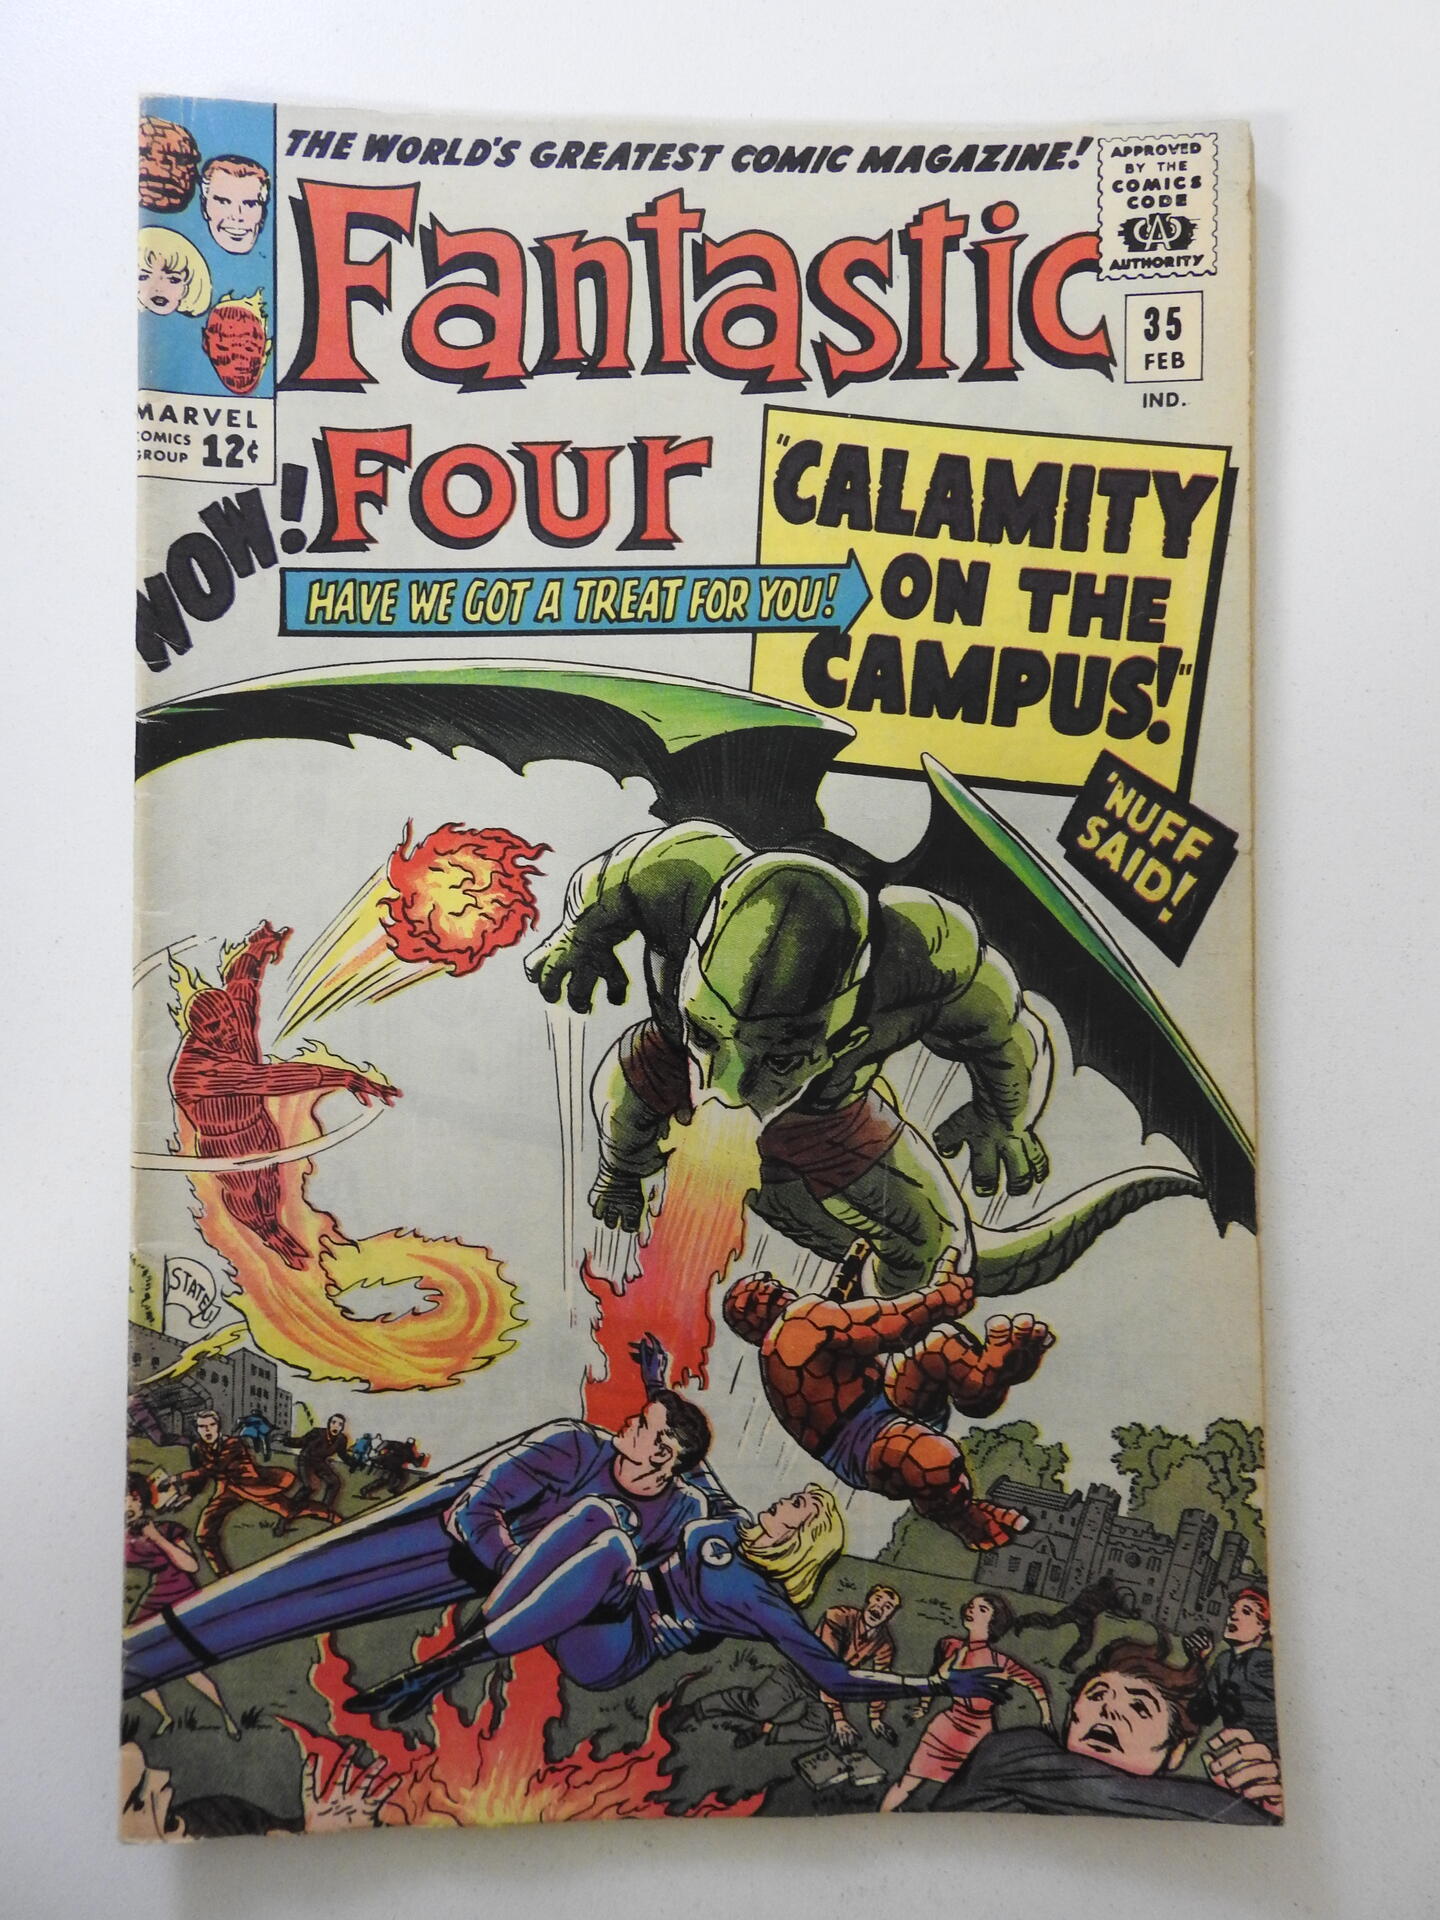 THE WORLD'S GREATEST COMIC MAGAZINE!
APPROVED
BY THE
COMICS
CODE
CA
AUTHORITY
Fantastic
Four
35
FEB
IND.
MARVEL
COMICS
GROUP 12¢
WOW!
HAVE WE GOT A TREAT FOR YOU!
"CALAMITY
ON THE
CAMPUS!"
'NUFF
SAID!
STATE U
4